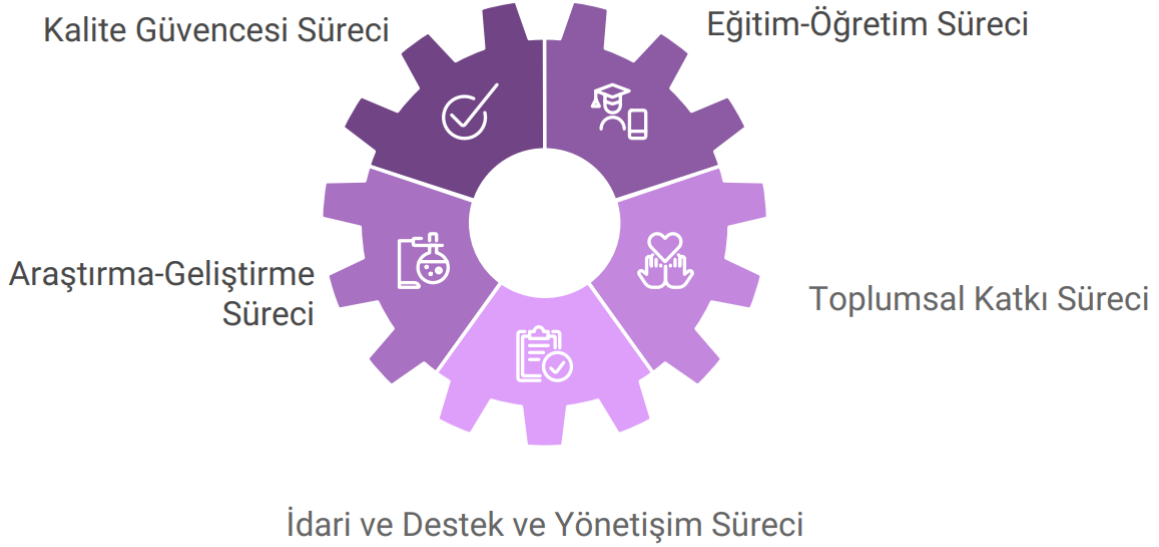 Kalite Güvencesi Süreci
Eğitim-Öğretim Süreci
Araştırma-Geliştirme
Süreci
Toplumsal Katkı Süreci
İdari ve Destek ve Yönetişim Süreci